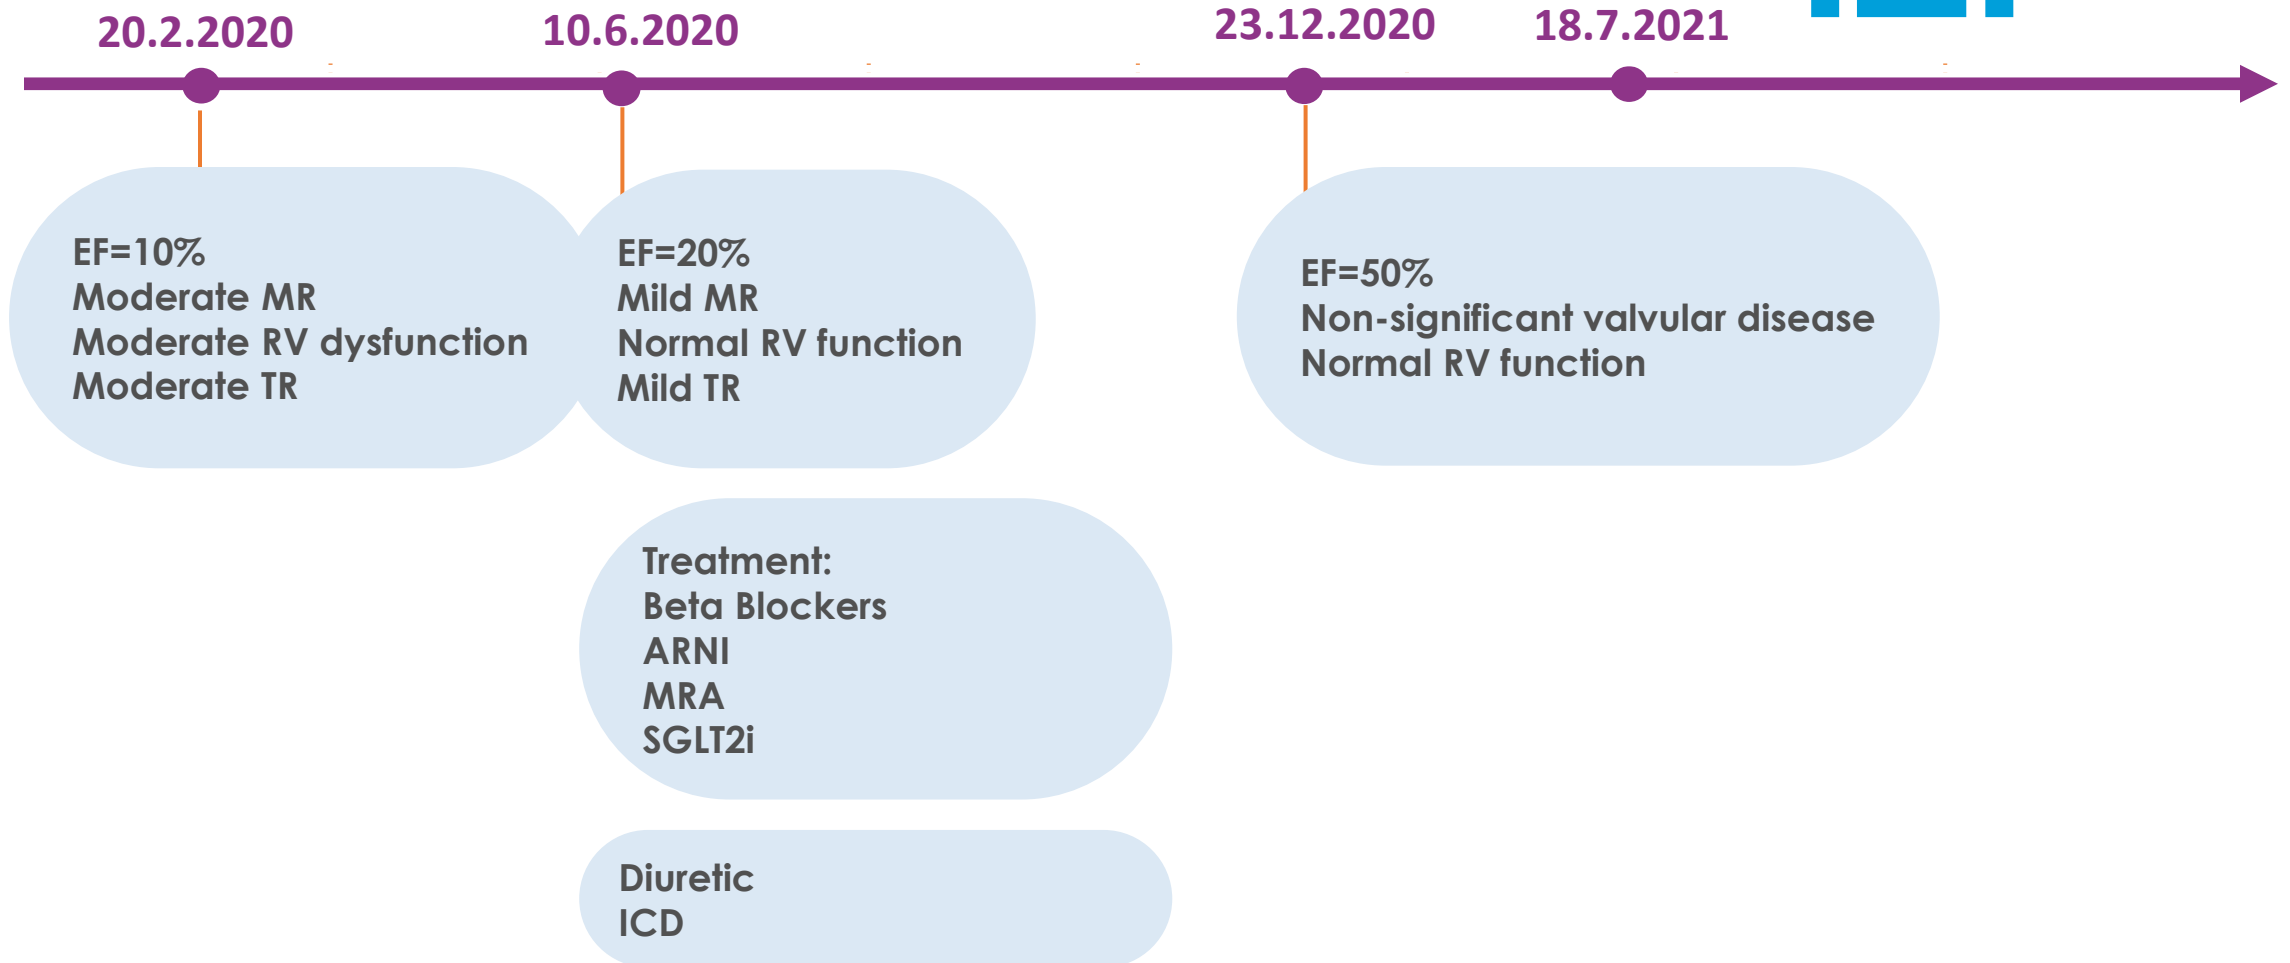 20.2.2020
10.6.2020
23.12.2020
18.7.2021
EF=10%
Moderate MR
Moderate RV dysfunction
Moderate TR
EF=20%
Mild MR
Normal RV function
Mild TR
EF=50%
Non-significant valvular disease
Normal RV function
Treatment:
Beta Blockers
ARNI
MRA
SGLT2i
Diuretic
ICD